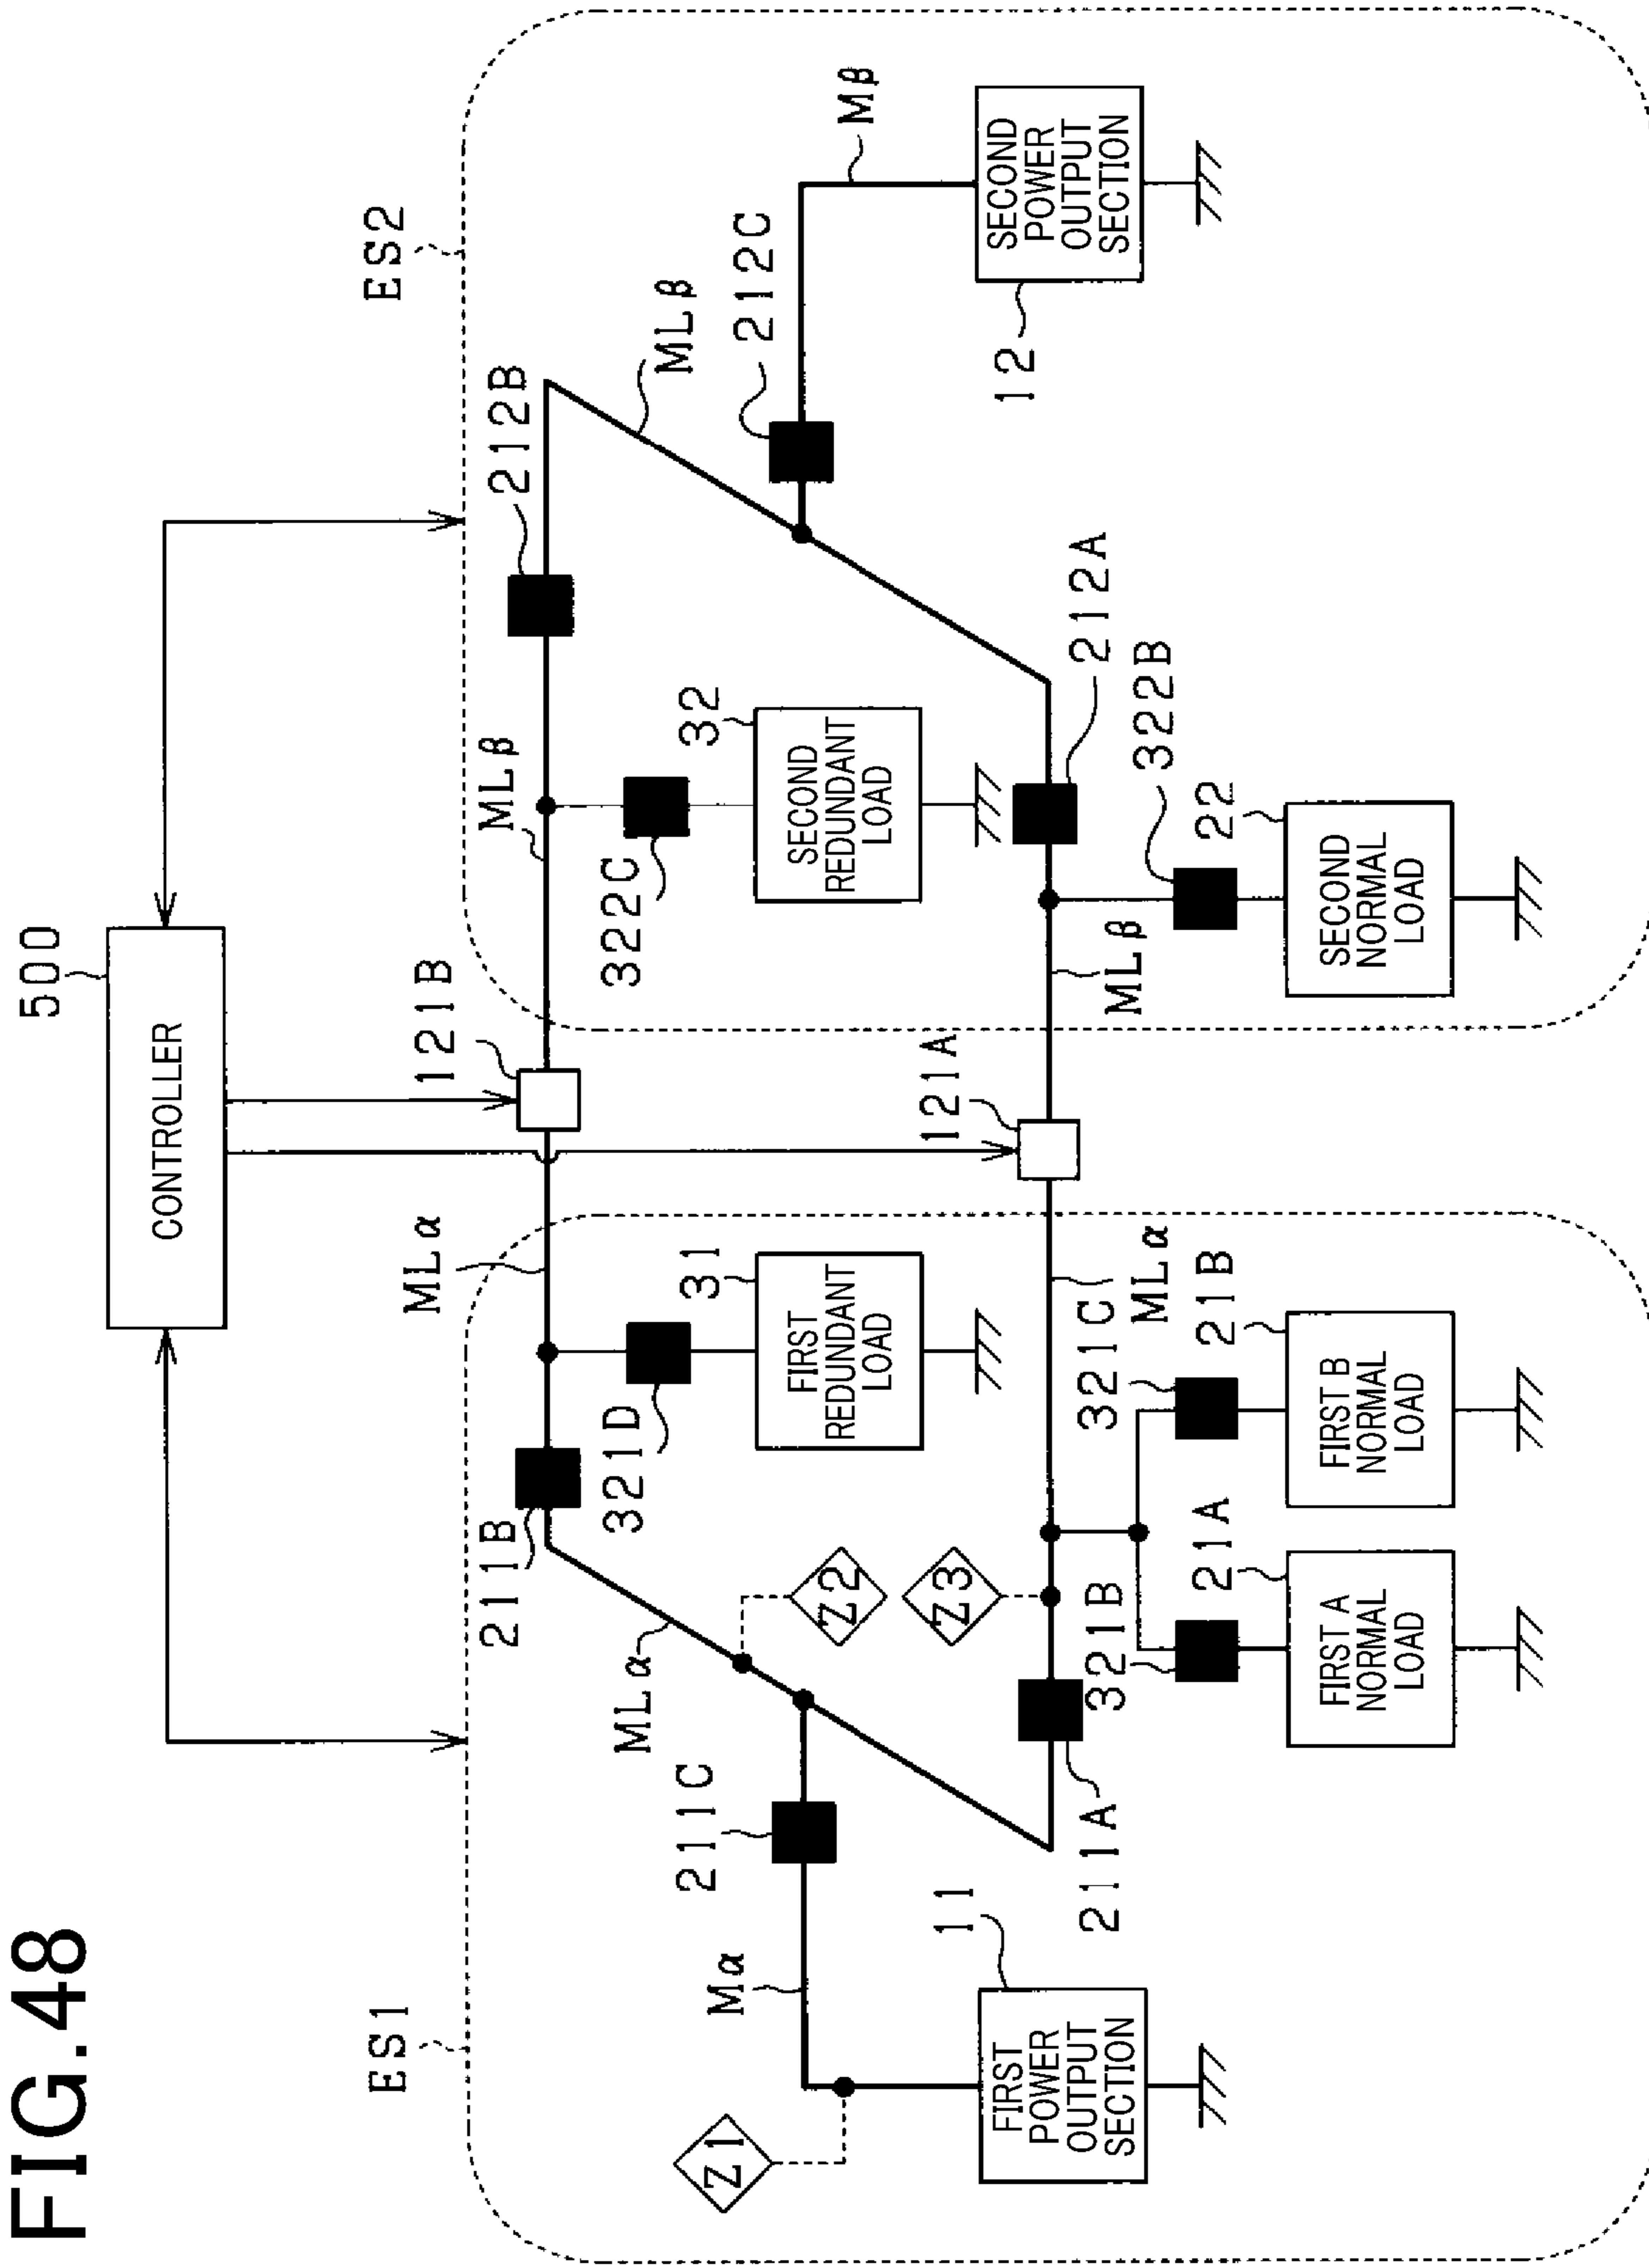 FIG.48
500
CONTROLLER
ES1
ES2
MLα
121B
MLβ
212B
211B
321D
31
FIRST
REDUNDANT
LOAD
322C
32
SECOND
REDUNDANT
LOAD
MLβ
212C
Mβ
MLα
211C
Mα
Z1
Z2
Z3
11
FIRST
POWER
OUTPUT
SECTION
12
SECOND
POWER
OUTPUT
SECTION
121A
211A
321B
21A
FIRST A
NORMAL
LOAD
321C
MLα
21B
FIRST B
NORMAL
LOAD
MLβ
212A
322B
22
SECOND
NORMAL
LOAD